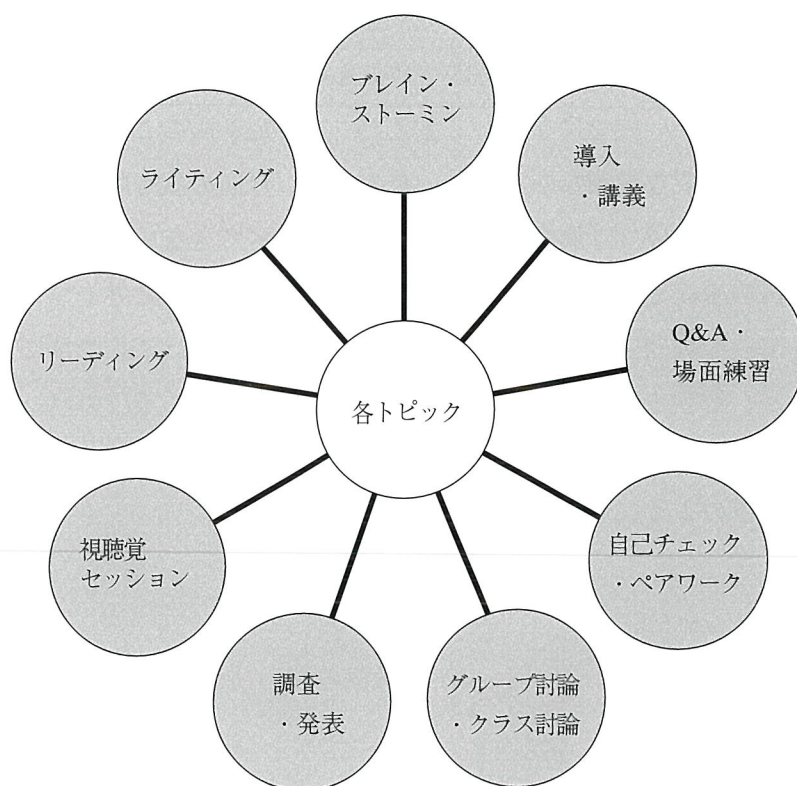 ブレイン・
ストーミン
導入
・講義
Q&A・
場面練習
自己チェック
・ペアワーク
グループ討論
・クラス討論
調査
・発表
視聴覚
セッション
リーディング
ライティング
各トピック